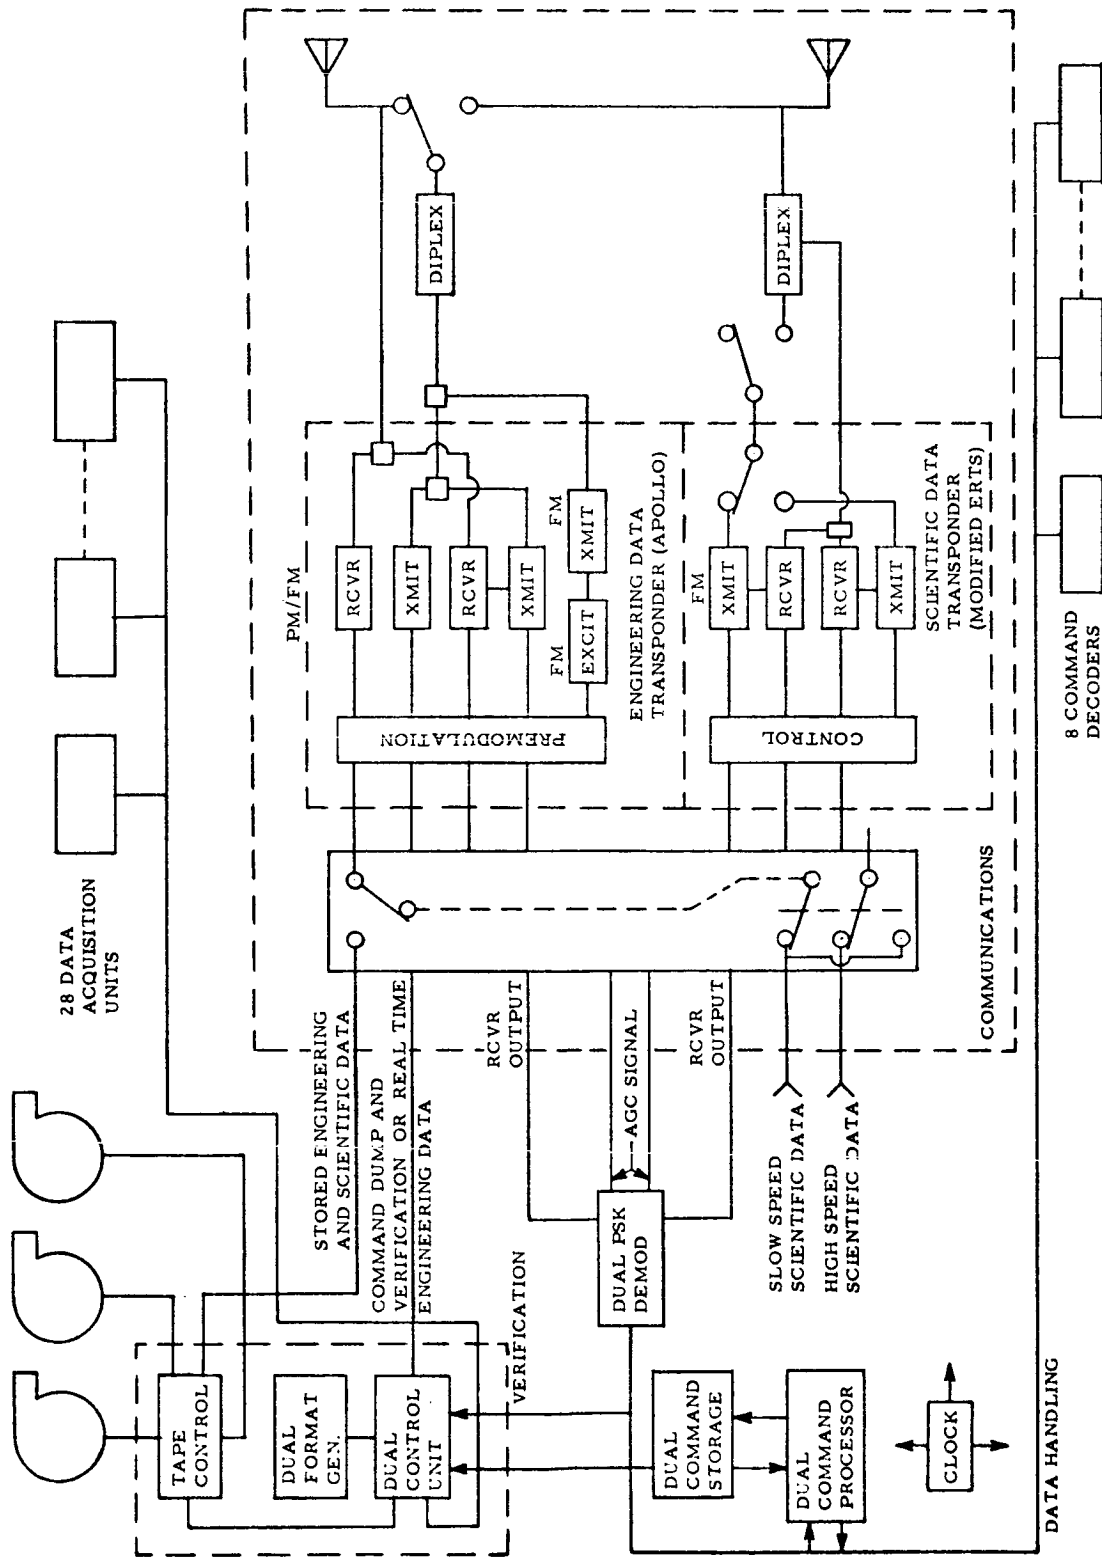 28 DATA
ACQUISITION
UNITS
TAPE
CONTROL
DUAL
FORMAT
GEN.
DUAL
CONTROL
UNIT
VERIFICATION
STORED ENGINEERING
AND SCIENTIFIC DATA
COMMAND DUMP AND
VERIFICATION OR REAL TIME
ENGINEERING DATA
RCVR
OUTPUT
AGC SIGNAL
RCVR
OUTPUT
DUAL PSK
DEMOD
SLOW SPEED
SCIENTIFIC DATA
HIGH SPEED
SCIENTIFIC DATA
DUAL
COMMAND
STORAGE
DUAL
COMMAND
PROCESSOR
CLOCK
DATA HANDLING
COMMUNICATIONS
PM/FM
PREMODULATION
RCVR
XMIT
RCVR
XMIT
FM
EXCIT
FM
XMIT
ENGINEERING DATA
TRANSPONDER (APOLLO)
DIPLEX
CONTROL
FM
XMIT
RCVR
RCVR
XMIT
SCIENTIFIC DATA
TRANSPONDER
(MODIFIED ERTS)
DIPLEX
8 COMMAND
DECODERS